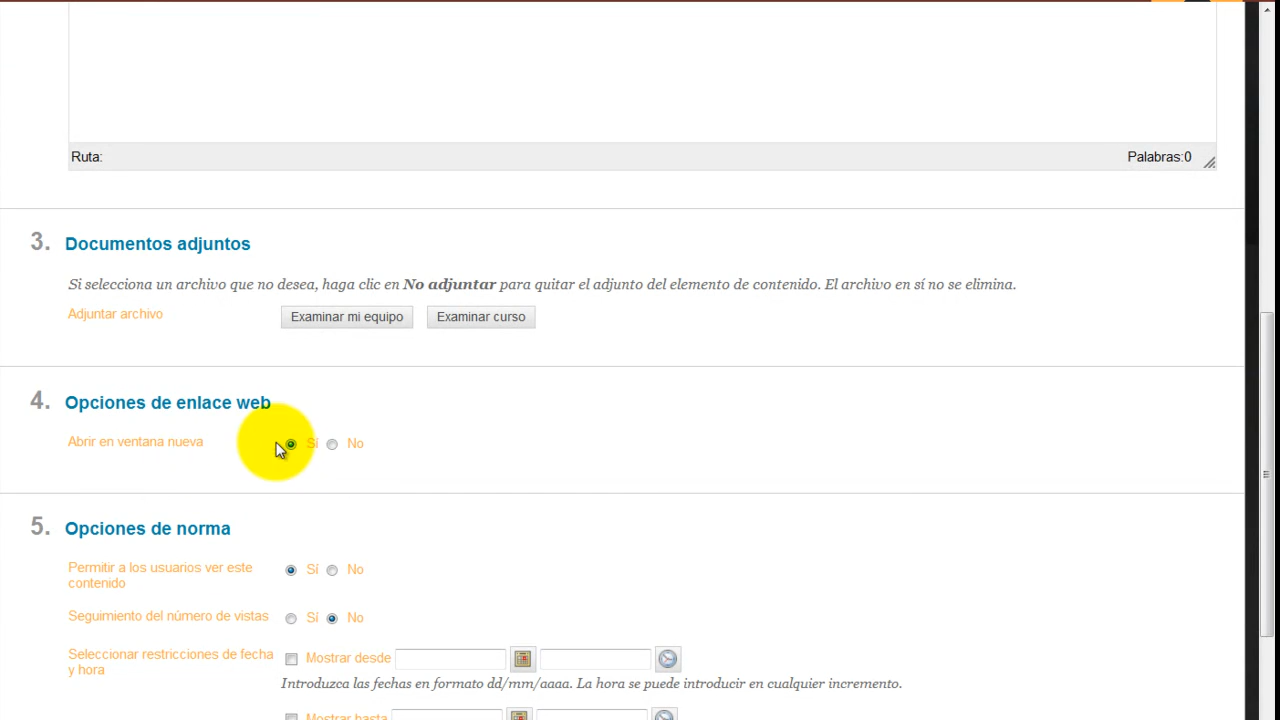 Ruta:
Palabras:0
3. Documentos adjuntos
Si selecciona un archivo que no desea, haga clic en No adjuntar para quitar el adjunto del elemento de contenido. El archivo en sí no se elimina.
Adjuntar archivo
Examinar mi equipo
Examinar curso
4. Opciones de enlace web
Abrir en ventana nueva
Sí
No
5. Opciones de norma
Permitir a los usuarios ver este
contenido
Sí
No
Seguimiento del número de vistas
Sí
No
Seleccionar restricciones de fecha
y hora
Mostrar desde
Introduzca las fechas en formato dd/mm/aaaa. La hora se puede introducir en cualquier incremento.
Mostrar hasta